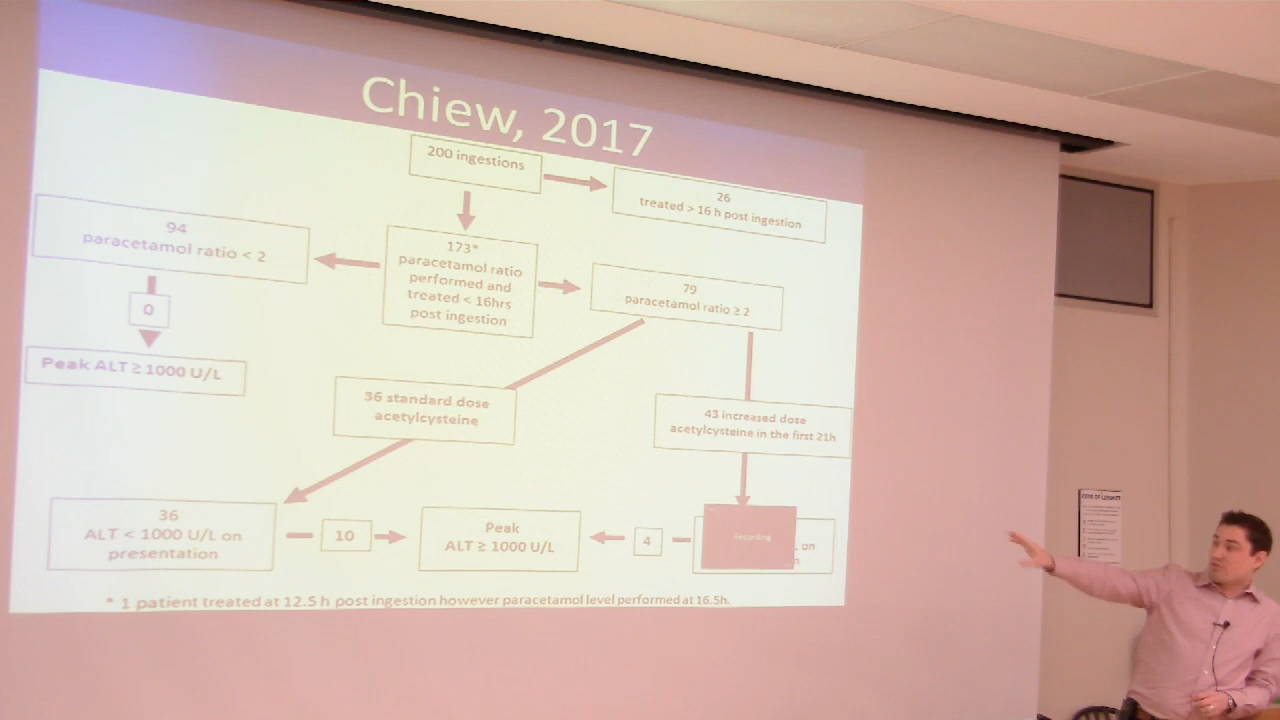 Chiew, 2017
200 ingestions
26
treated > 16 h post ingestion
94
paracetamol ratio < 2
173*
paracetamol ratio
performed and
treated < 16hrs
post ingestion
79
paracetamol ratio ≥ 2
0
Peak ALT ≥ 1000 U/L
36 standard dose
acetylcysteine
43 increased dose
acetylcysteine in the first 21h
36
ALT < 1000 U/L on
presentation
10
Peak
ALT ≥ 1000 U/L
4
Recording
on
* 1 patient treated at 12.5 h post ingestion however paracetamol level performed at 16.5h.
CODE OF CONDUCT